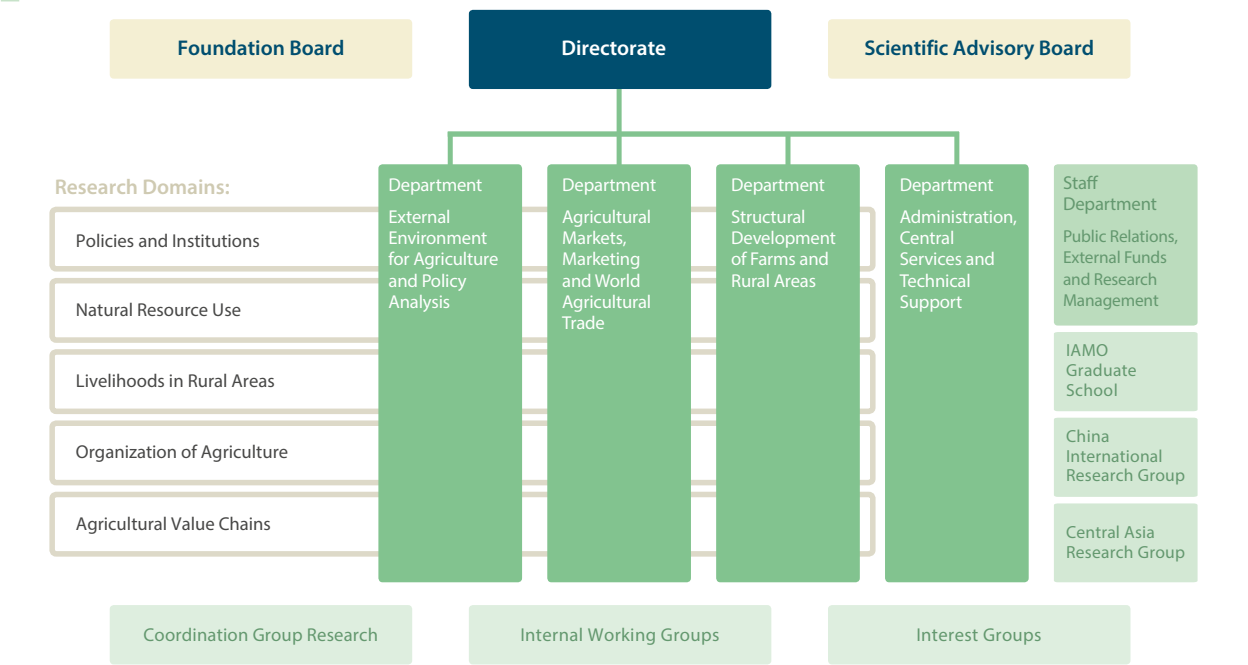 Foundation Board
Directorate
Scientific Advisory Board
Research Domains:
Policies and Institutions
Natural Resource Use
Livelihoods in Rural Areas
Organization of Agriculture
Agricultural Value Chains
Department
External
Environment
for Agriculture
and Policy
Analysis
Department
Agricultural
Markets,
Marketing
and World
Agricultural
Trade
Department
Structural
Development
of Farms and
Rural Areas
Department
Administration,
Central
Services and
Technical
Support
Staff
Department
Public Relations,
External Funds
and Research
Management
IAMO
Graduate
School
China
International
Research Group
Central Asia
Research Group
Coordination Group Research
Internal Working Groups
Interest Groups